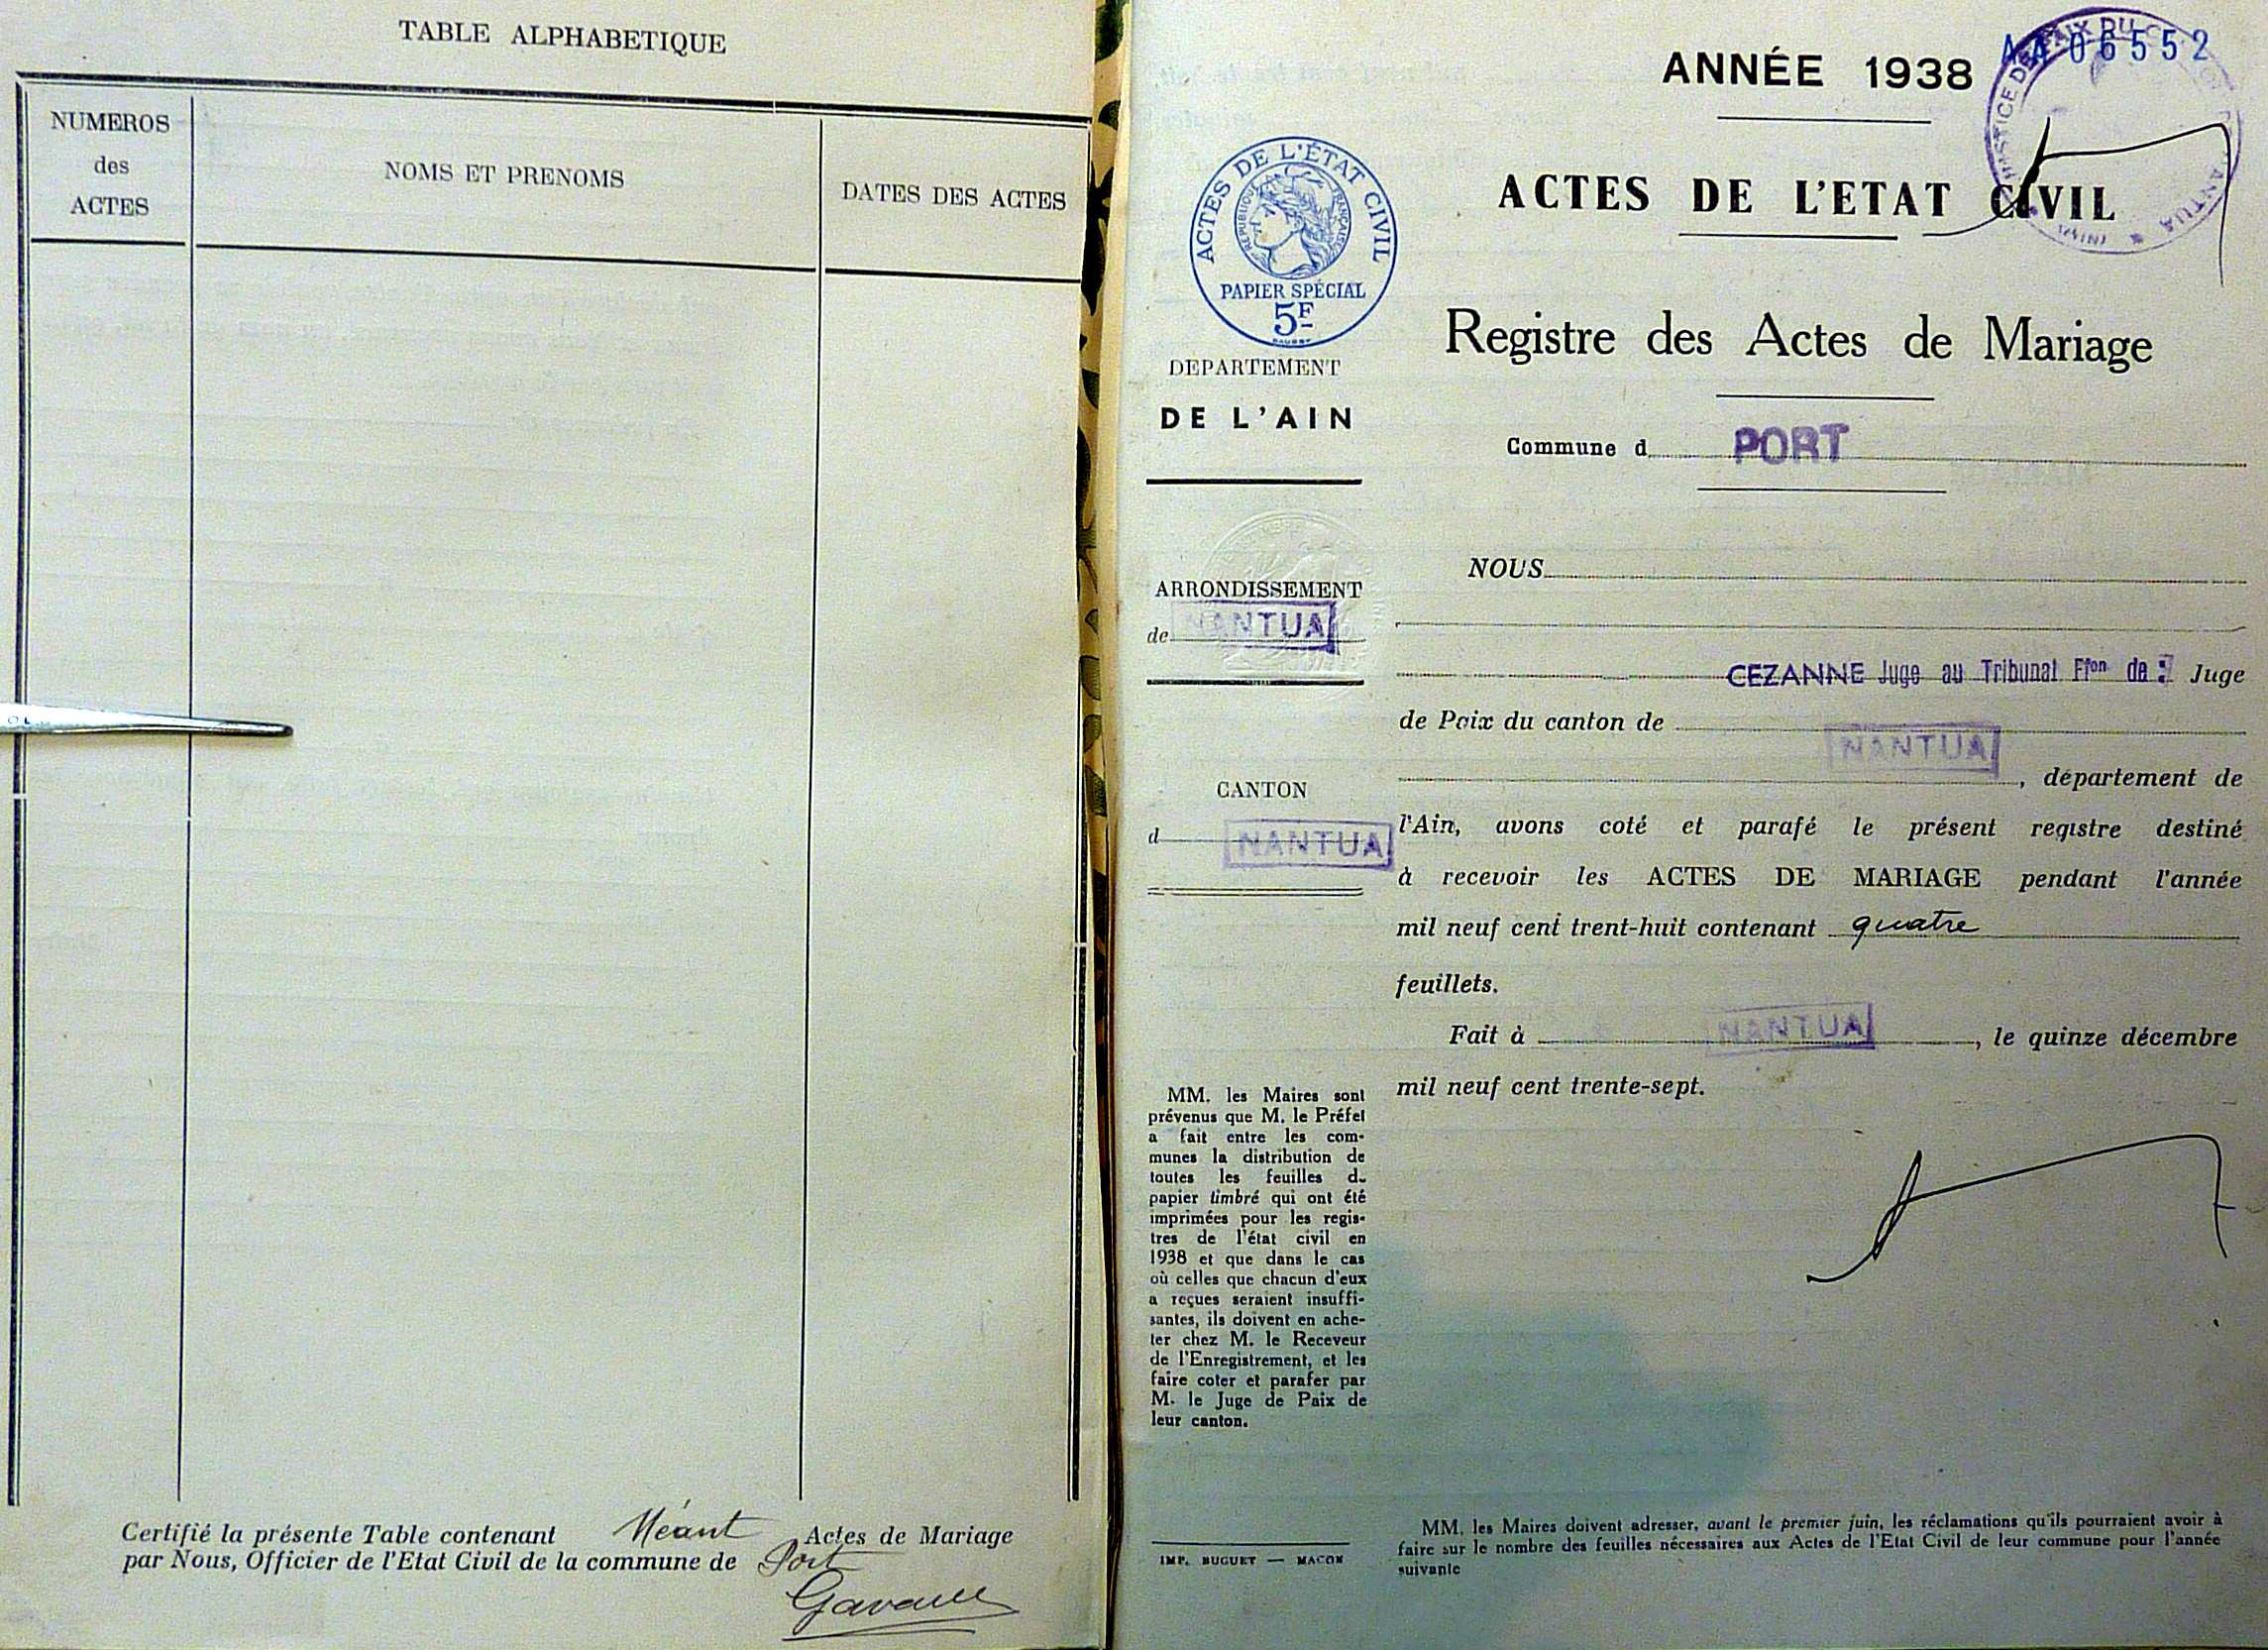 TABLE ALPHABETIQUE
NUMEROS
des
ACTES
NOMS ET PRENOMS
DATES DES ACTES
Certifié la présente Table contenant Néant Actes de Mariage
par Nous, Officier de l'Etat Civil de la commune de Port
ANNÉE 1938
06552
JUSTICE DE PAIX DU
NANTUA
(AIN)
ACTES DE L'ETAT CIVIL
ACTES DE L'ÉTAT CIVIL
RÉPUBLIQUE FRANÇAISE
PAPIER SPÉCIAL
5F
Registre des Actes de Mariage
DEPARTEMENT
DE L'AIN
Commune d PORT
ARRONDISSEMENT
de NANTUA
CANTON
d NANTUA
NOUS
CEZANNE Juge au Tribunal Fion de : Juge
de Paix du canton de NANTUA
, département de
l'Ain, avons coté et parafé le présent registre destiné
à recevoir les ACTES DE MARIAGE pendant l'année
mil neuf cent trent-huit contenant quatre
feuillets.
Fait à NANTUA, le quinze décembre
mil neuf cent trente-sept.
MM. les Maires sont
prévenus que M. le Préfet
a fait entre les com-
munes la distribution de
toutes les feuilles d
papier timbré qui ont été
imprimées pour les regis-
tres de l'état civil en
1938 et que dans le cas
où celles que chacun d'eux
a reçues seraient insuffi-
santes, ils doivent en ache-
ter chez M. le Receveur
de l'Enregistrement, et les
faire coter et parafer par
M. le Juge de Paix de
leur canton.
IMP. BUGUET — MACON
MM. les Maires doivent adresser, avant le premier juin, les réclamations qu'ils pourraient avoir à
faire sur le nombre des feuilles nécessaires aux Actes de l'Etat Civil de leur commune pour l'année
suivante